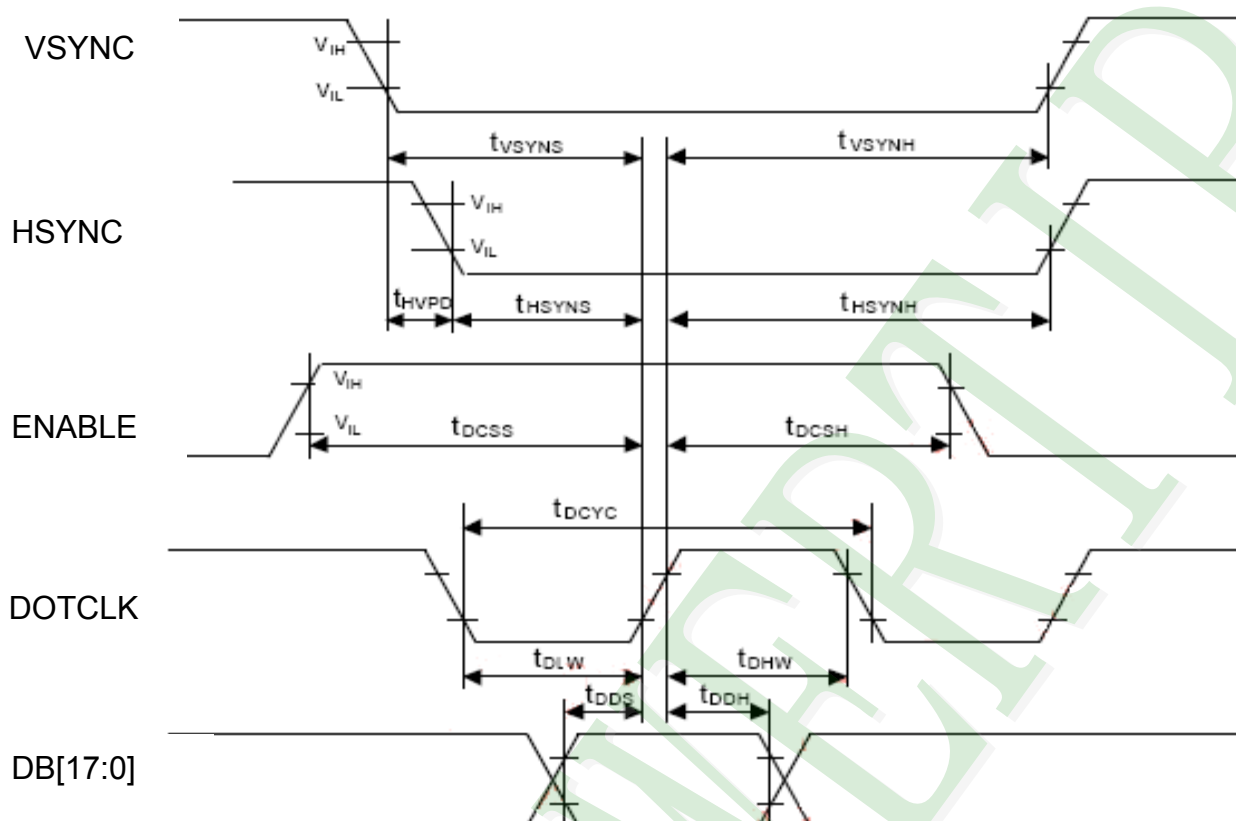 VSYNC
VIH
VIL
tVSYNS
tVSYNH
HSYNC
VIH
VIL
tHVPD
tHSYNS
tHSYNH
ENABLE
VIH
VIL
tDCSS
tDCSH
tDCYC
DOTCLK
tDLW
tDHW
tDDS
tDDH
DB[17:0]
WERTIP